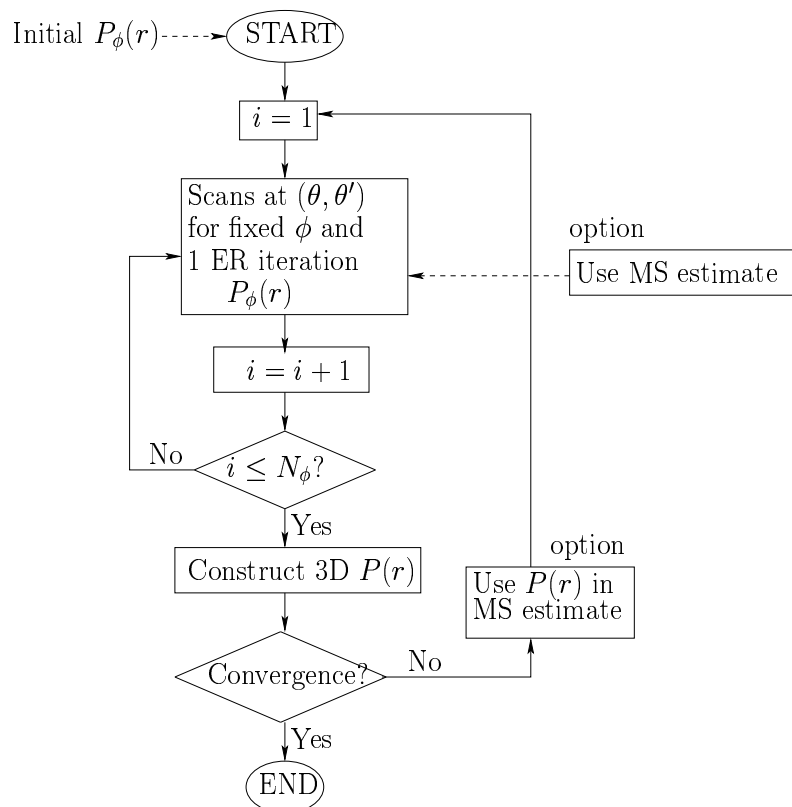 Initial $P_\phi(r)$
START
$i = 1$
Scans at $(\theta, \theta')$
for fixed $\phi$ and
1 ER iteration
$P_\phi(r)$
option
Use MS estimate
$i = i + 1$
No
$i \leq N_\phi$?
Yes
Construct 3D $P(r)$
option
Use $P(r)$ in
MS estimate
Convergence?
No
Yes
END